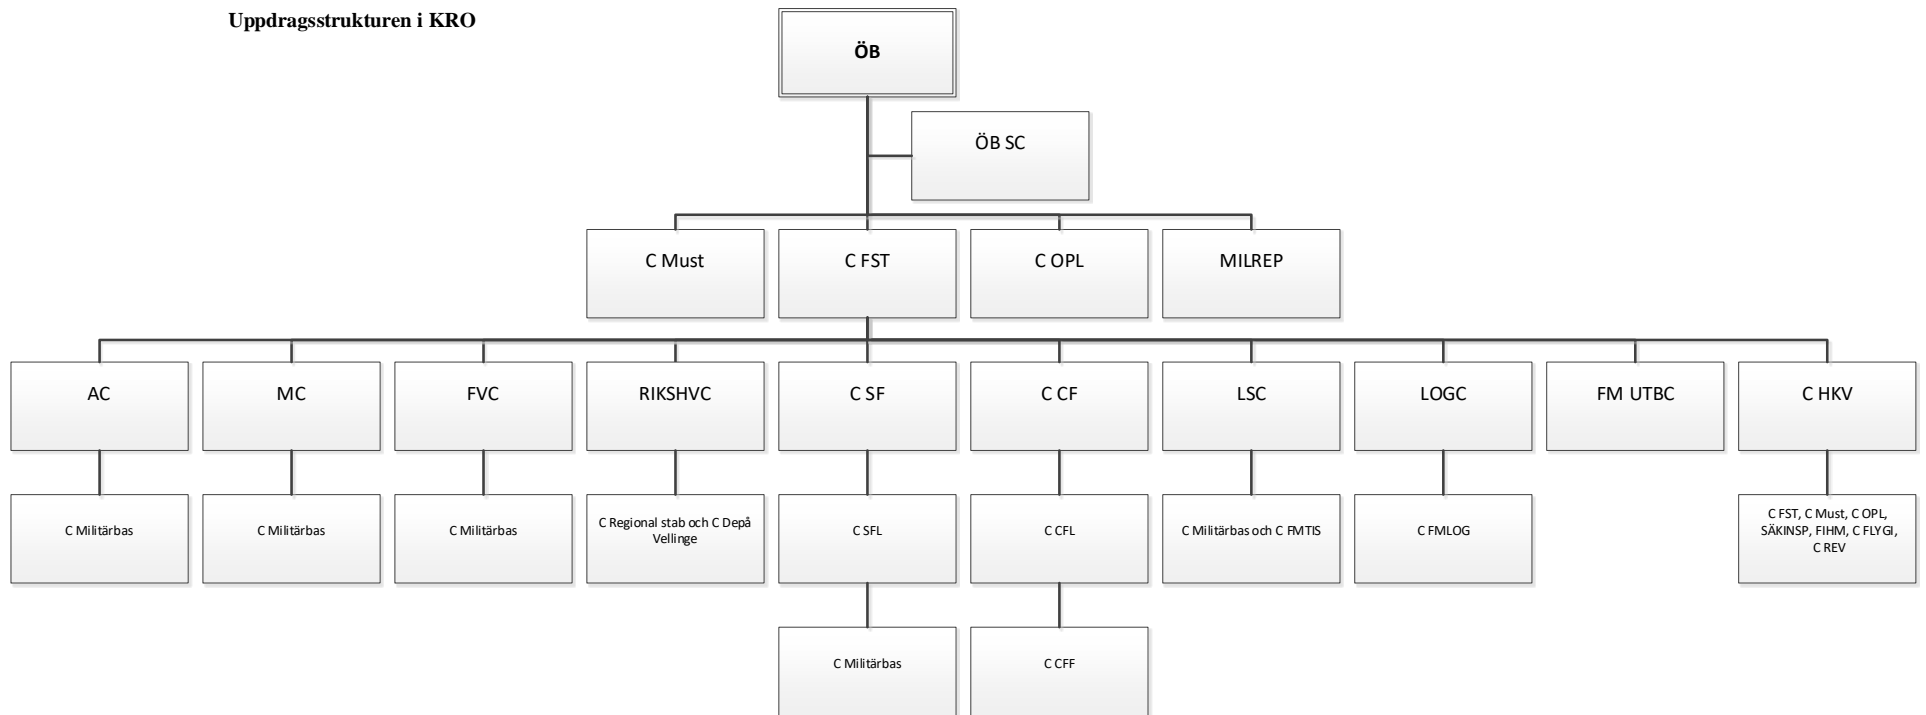 Uppdragsstrukturen i KRO
ÖB
ÖB SC
C Must
C FST
C OPL
MILREP
AC
MC
FVC
RIKSHVC
C SF
C CF
LSC
LOGC
FM UTBC
C HKV
C Militärbas
C Militärbas
C Militärbas
C Regional stab och C Depå
Vellinge
C SFL
C CFL
C Militärbas och C FMTIS
C FMLOG
C FST, C Must, C OPL,
SÄKINSP, FIHM, C FLYGI,
C REV
C Militärbas
C CFF